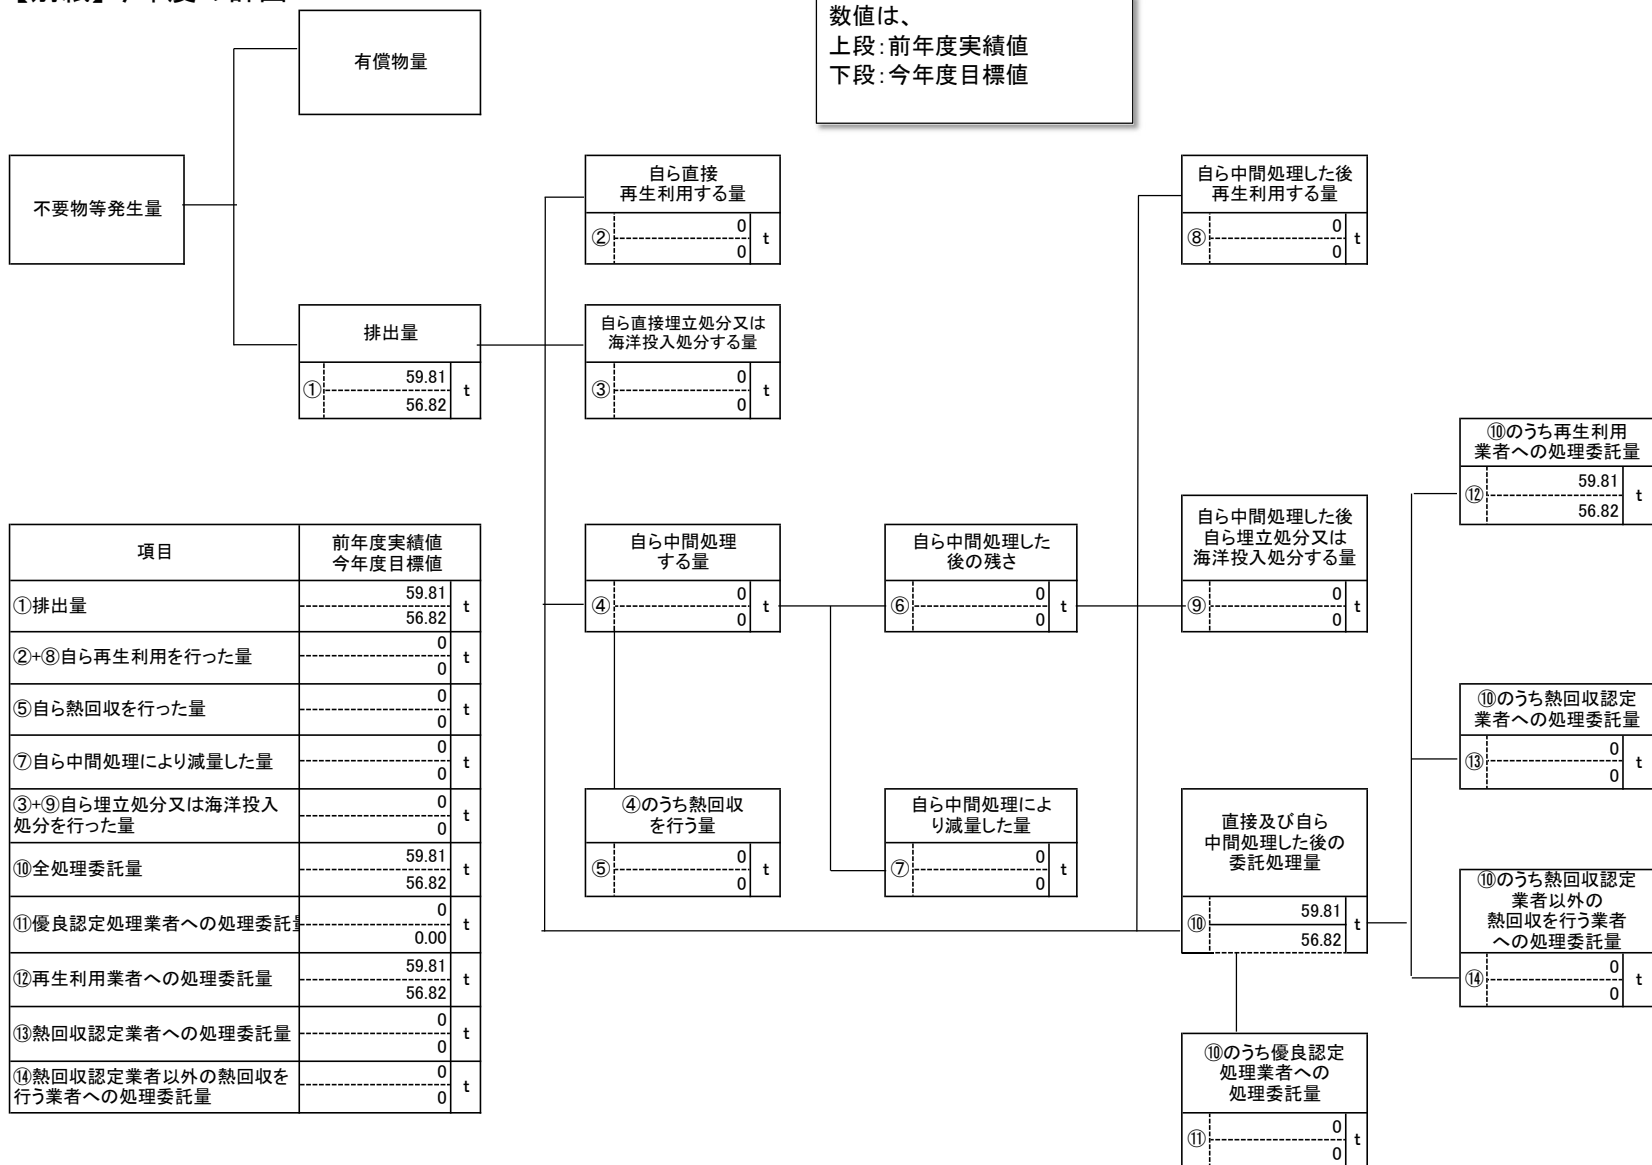 数値は、
上段：前年度実績値
下段：今年度目標値
有償物量
不要物等発生量
排出量
① 59.81 t
56.82
自ら直接
再生利用する量
② 0 t
0
自ら直接埋立処分又は
海洋投入処分する量
③ 0 t
0
自ら中間処理した後
再生利用する量
⑧ 0 t
0
⑩のうち再生利用
業者への処理委託量
⑫ 59.81 t
56.82
自ら中間処理
する量
④ 0 t
0
自ら中間処理した
後の残さ
⑥ 0 t
0
自ら中間処理した後
自ら埋立処分又は
海洋投入処分する量
⑨ 0 t
0
⑩のうち熱回収認定
業者への処理委託量
⑬ 0 t
0
④のうち熱回収
を行う量
⑤ 0 t
0
自ら中間処理によ
り減量した量
⑦ 0 t
0
直接及び自ら
中間処理した後の
委託処理量
⑩ 59.81 t
56.82
⑩のうち熱回収認定
業者以外の
熱回収を行う業者
への処理委託量
⑭ 0 t
0
⑩のうち優良認定
処理業者への
処理委託量
⑪ 0 t
0
項目 前年度実績値
今年度目標値
①排出量 59.81 t
56.82
②+⑧自ら再生利用を行った量 0 t
0
⑤自ら熱回収を行った量 0 t
0
⑦自ら中間処理により減量した量 0 t
0
③+⑨自ら埋立処分又は海洋投入
処分を行った量 0 t
0
⑩全処理委託量 59.81 t
56.82
⑪優良認定処理業者への処理委託 0 t
0.00
⑫再生利用業者への処理委託量 59.81 t
56.82
⑬熱回収認定業者への処理委託量 0 t
0
⑭熱回収認定業者以外の熱回収を
行う業者への処理委託量 0 t
0